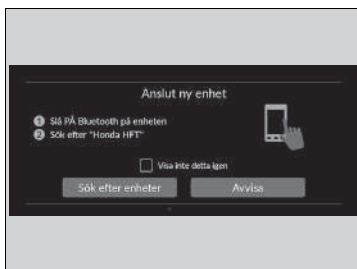 Anslut ny enhet
1 Slå PÅ Bluetooth på enheten
2 Sök efter "Honda HFT"
Visa inte detta igen
Sök efter enheter
Avvisa